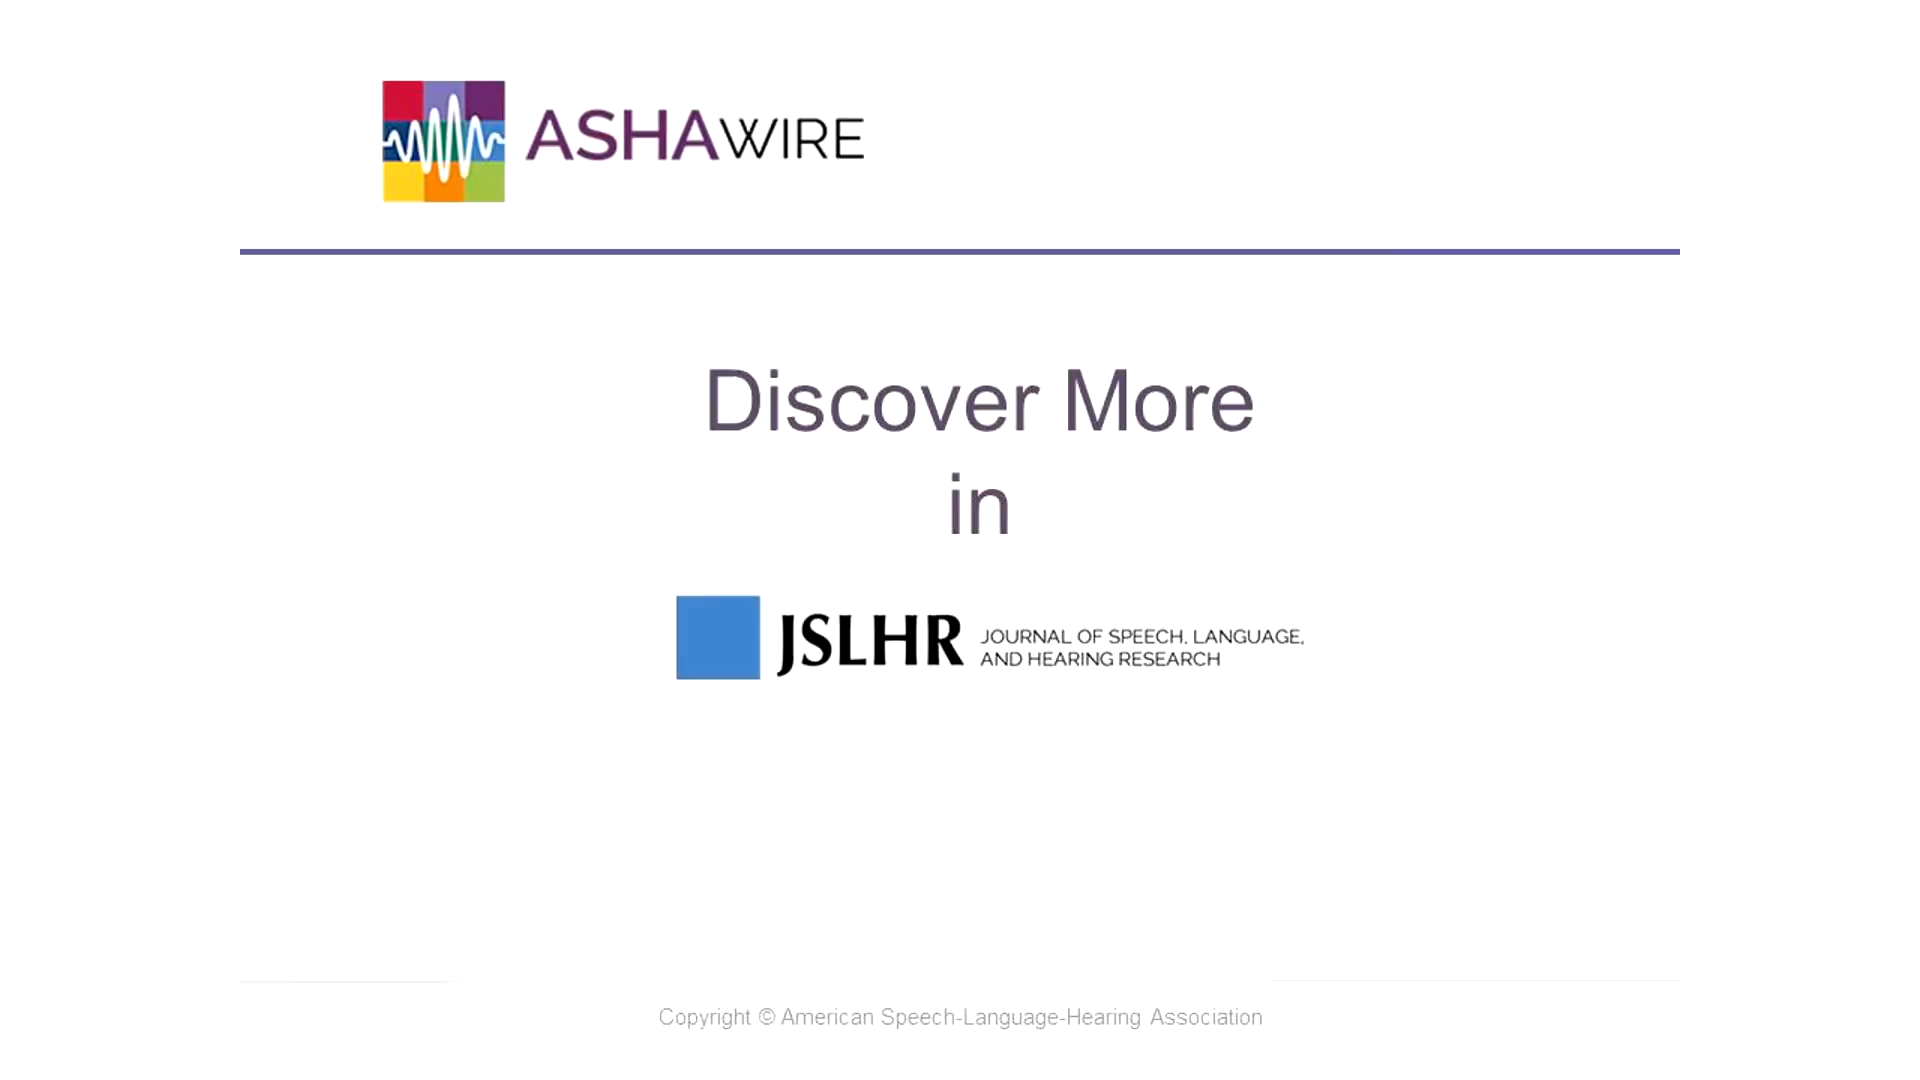 ASHAWIRE
Discover More
in
JSLHR JOURNAL OF SPEECH, LANGUAGE,
AND HEARING RESEARCH
Copyright © American Speech-Language-Hearing Association